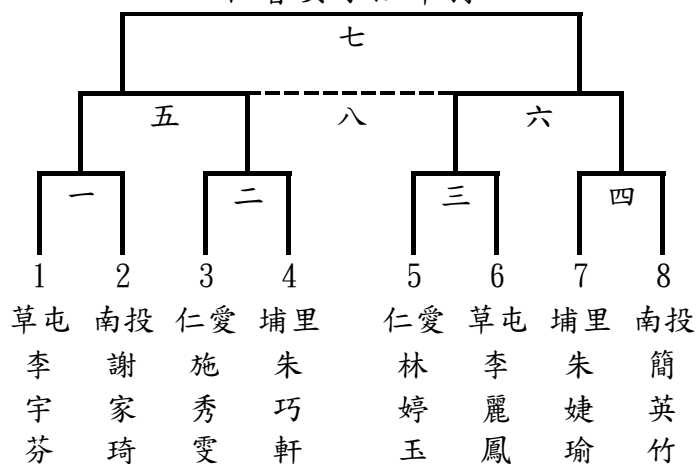 七
五 八 六
一 二 三 四
1 2 3 4 5 6 7 8
草屯 南投 仁愛 埔里 仁愛 草屯 埔里 南投
李 謝 施 朱 林 李 朱 簡
宇 家 秀 巧 婷 麗 婕 英
芬 琦 雯 軒 玉 鳳 瑜 竹